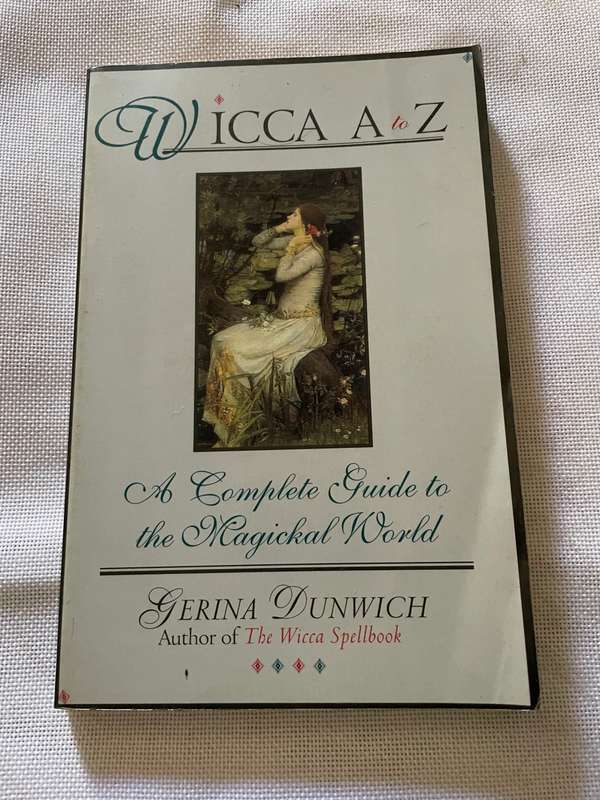 WICCA A to Z
A Complete Guide to
the Magickal World
GERINA DUNWICH
Author of The Wicca Spellbook